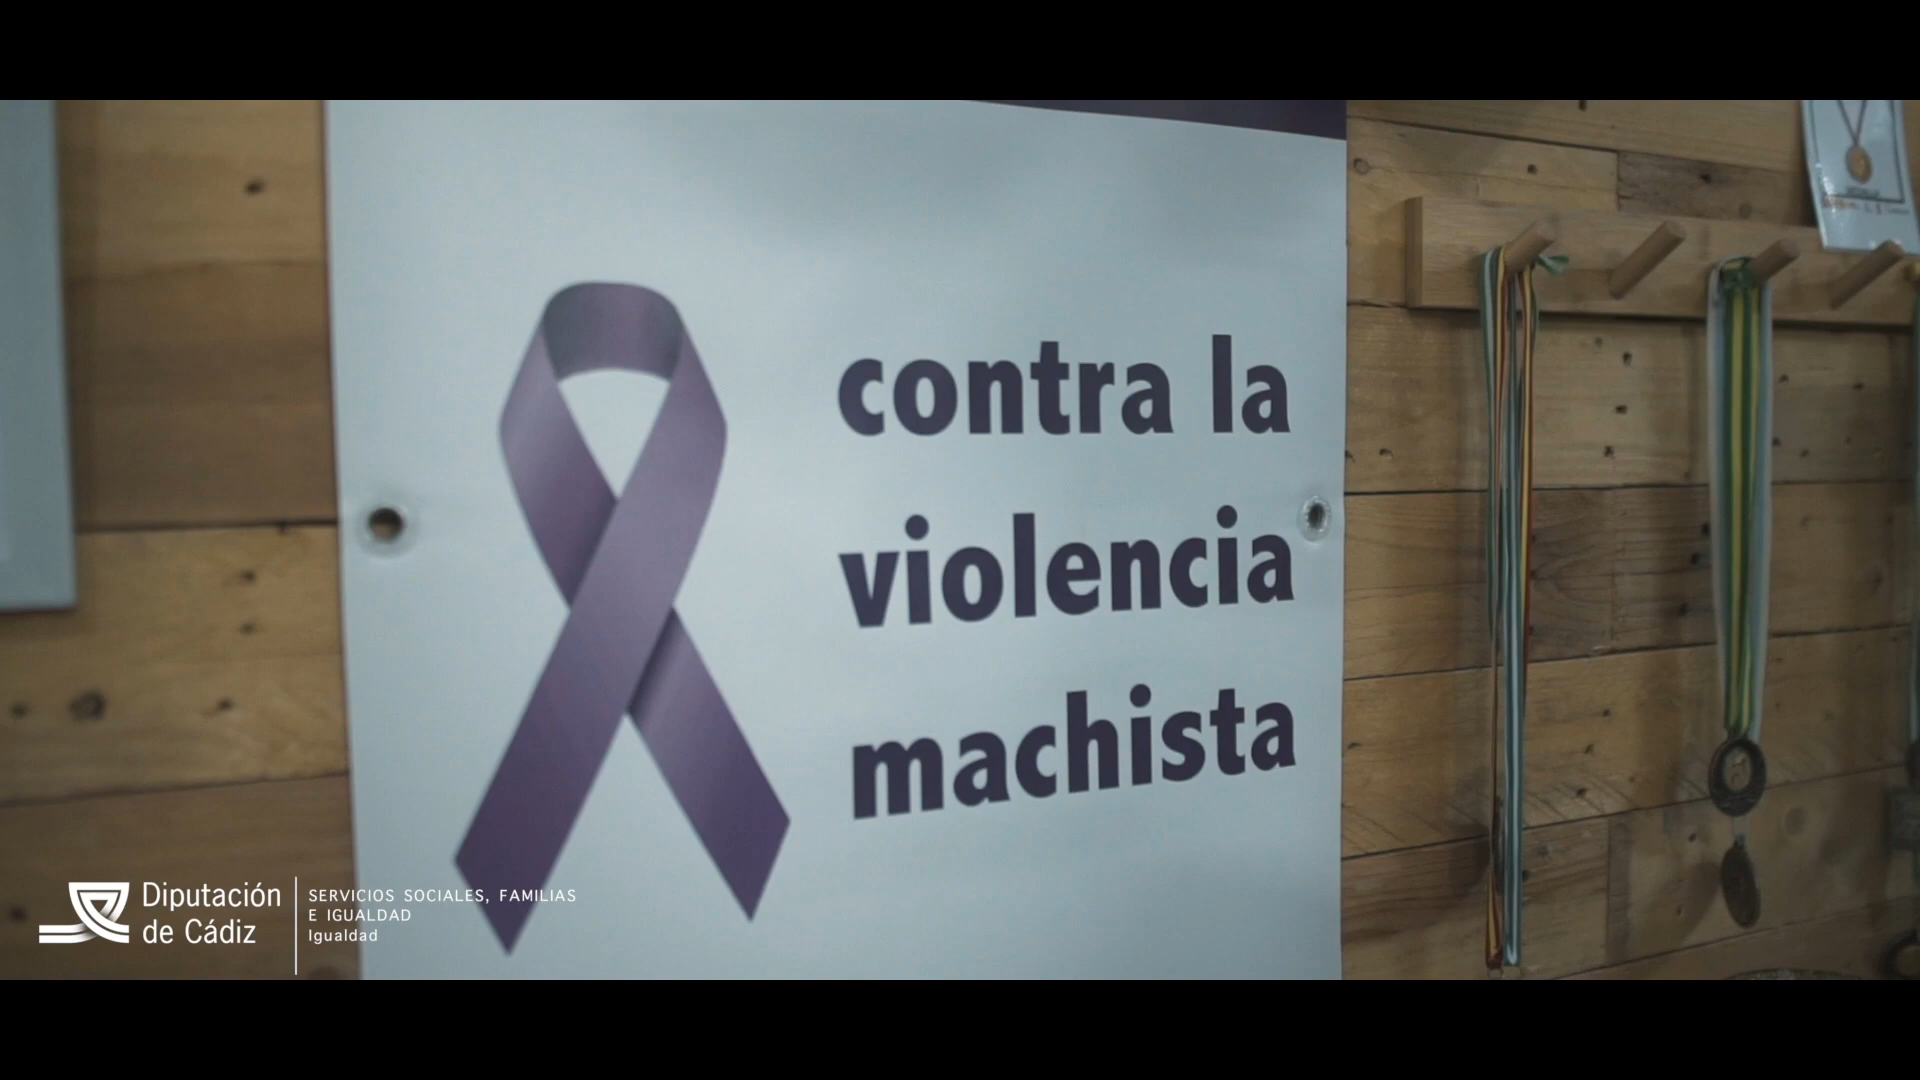 contra la
violencia
machista
Diputación
de Cádiz
SERVICIOS SOCIALES, FAMILIAS
E IGUALDAD
Igualdad